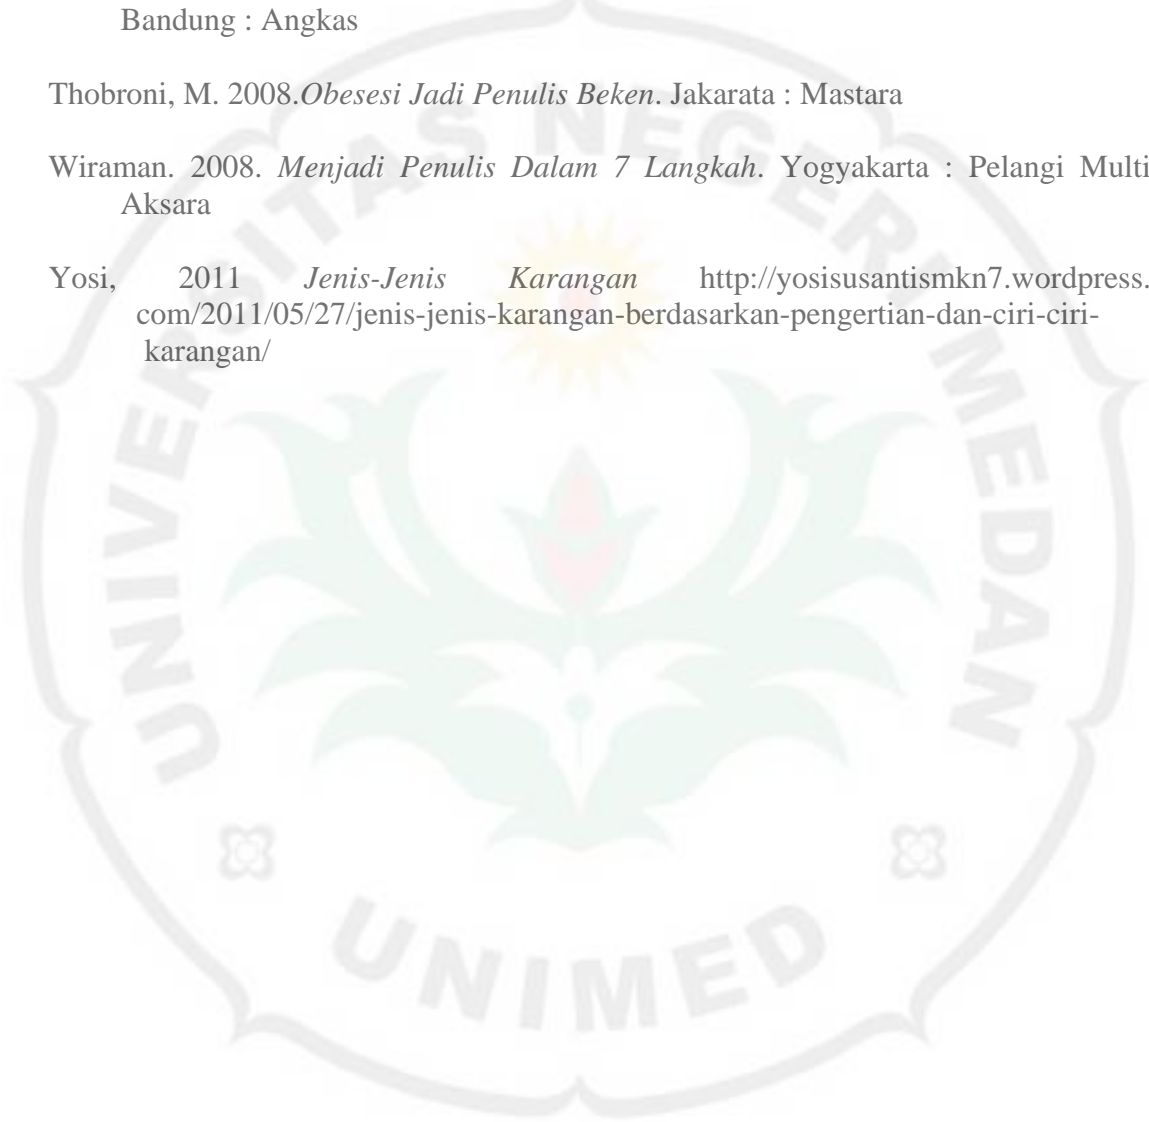 Bandung : Angkas
Thobroni, M. 2008.Obesesi Jadi Penulis Beken. Jakarata : Mastara
Wiraman. 2008. Menjadi Penulis Dalam 7 Langkah. Yogyakarta : Pelangi Multi
Aksara
Yosi, 2011 Jenis-Jenis Karangan http://yosisusantismkn7.wordpress.
com/2011/05/27/jenis-jenis-karangan-berdasarkan-pengertian-dan-ciri-ciri-
karangan/
UNIVERSITAS NEGERI MEDAN
UNIMED